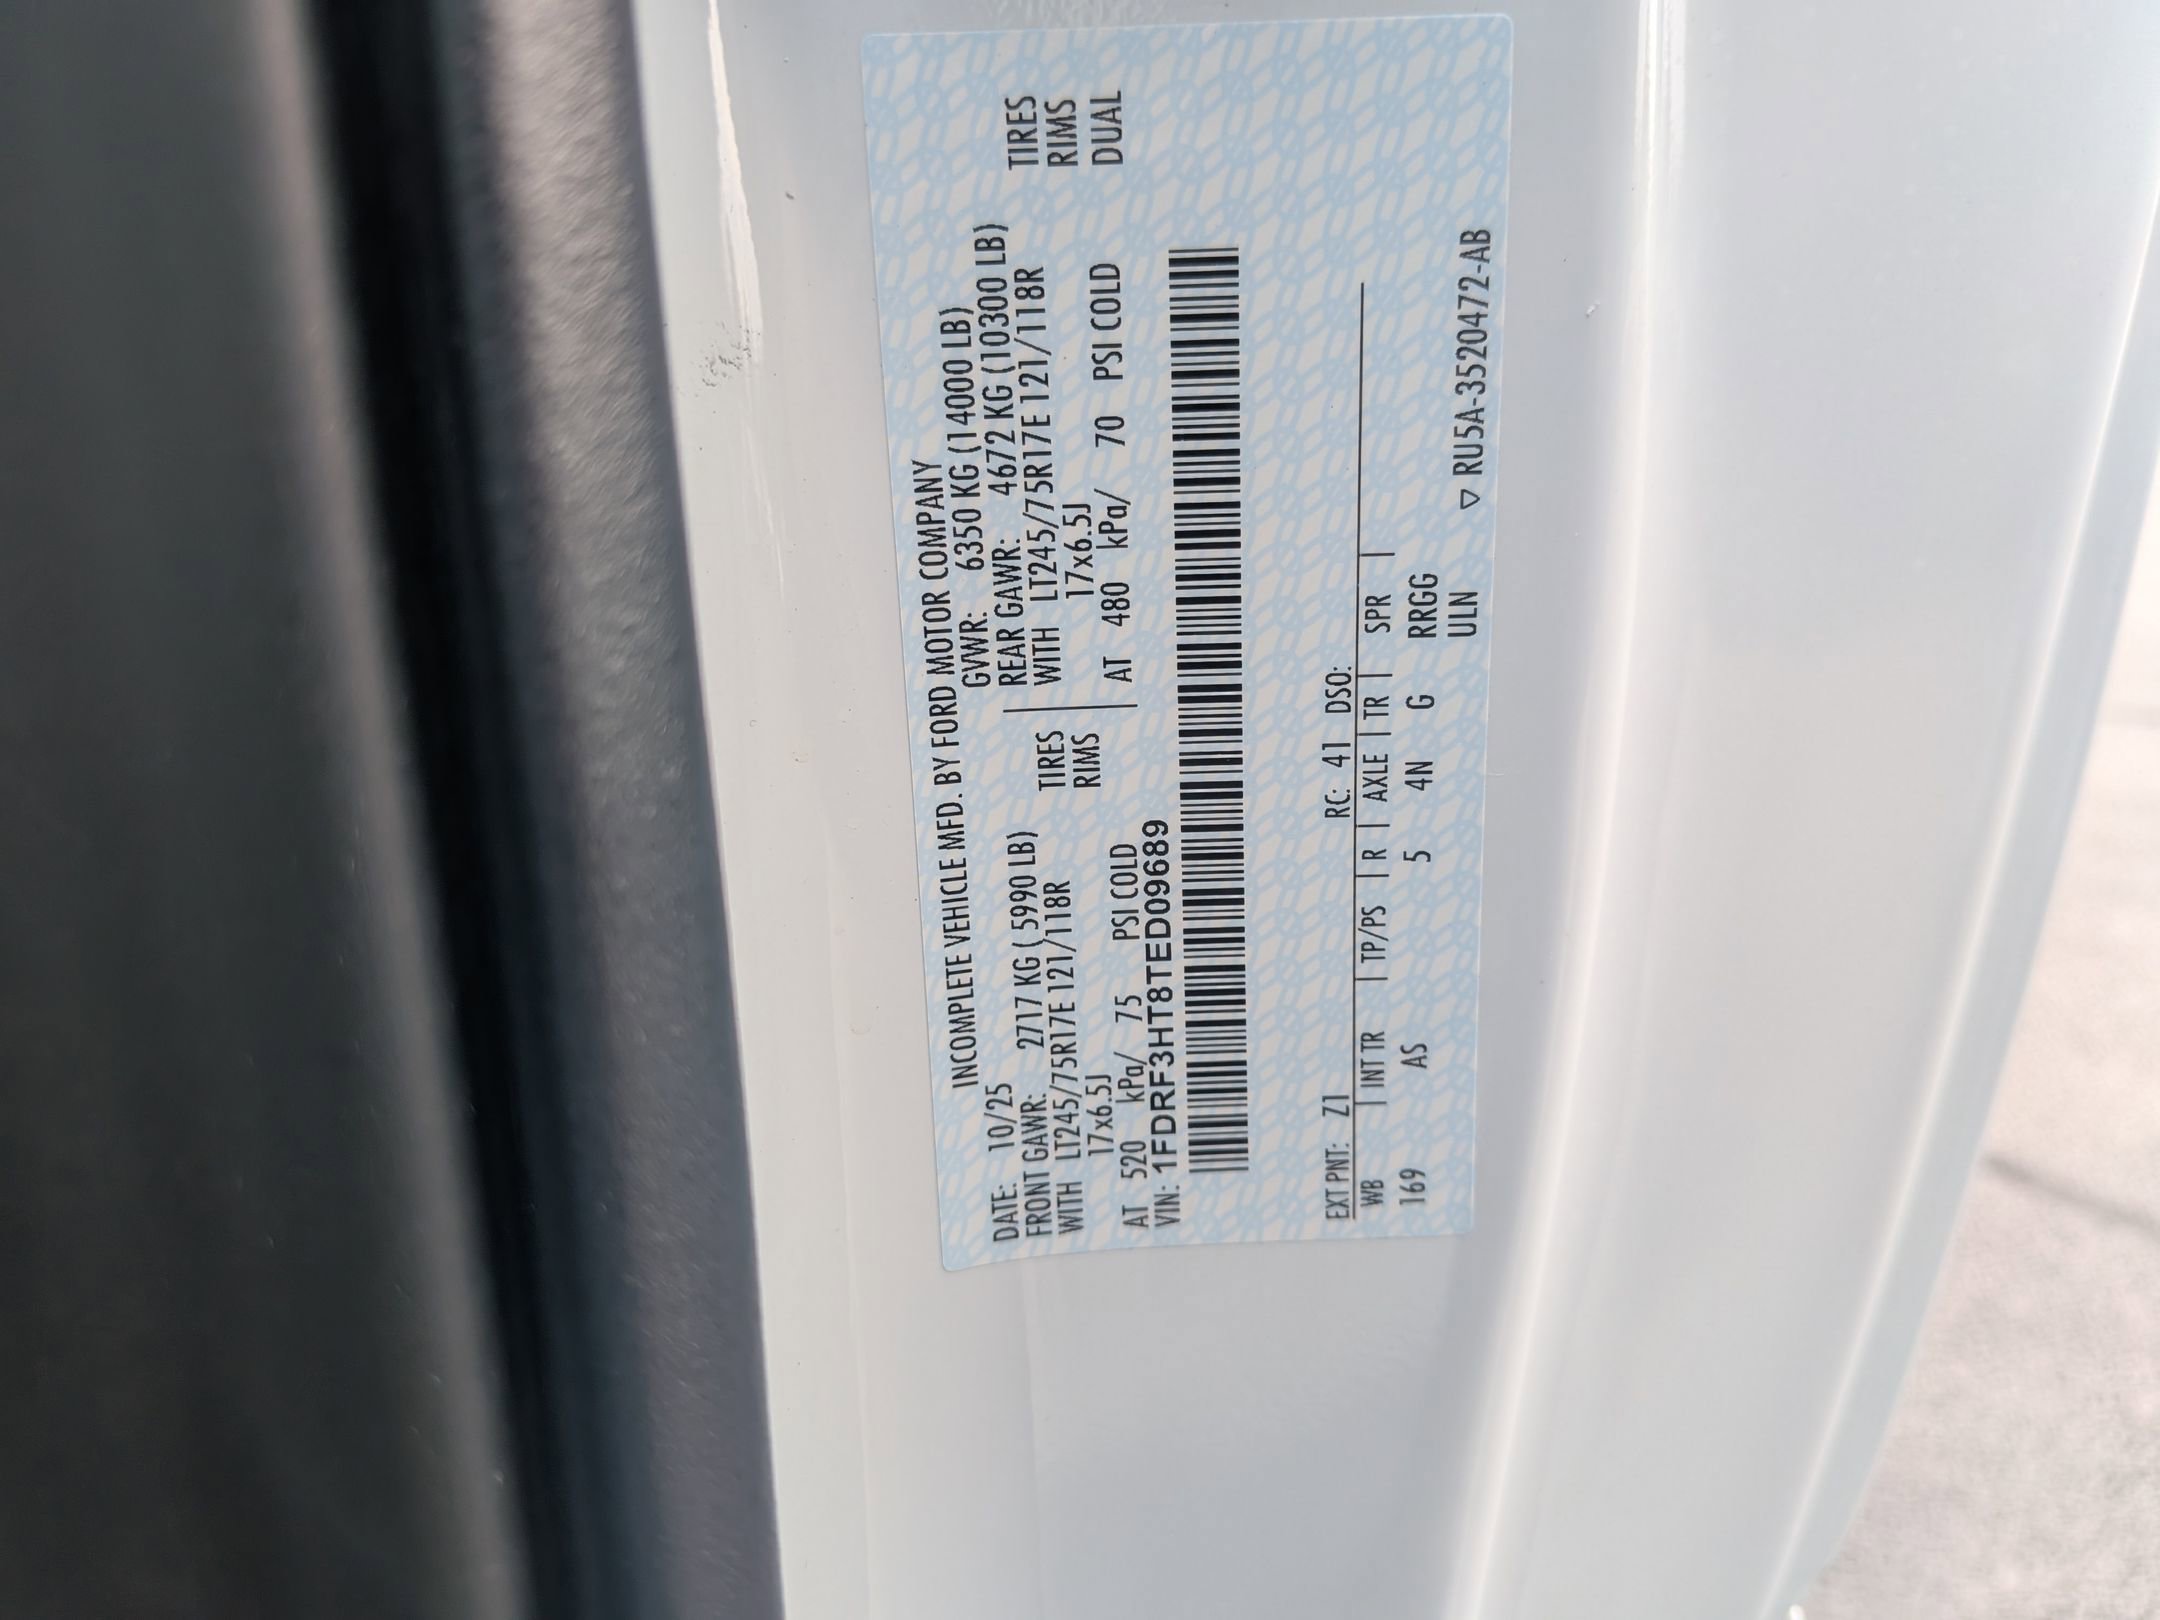 INCOMPLETE VEHICLE MFD. BY FORD MOTOR COMPANY
DATE: 10/25 GVWR: 6350 KG (14000 LB)
FRONT GAWR: 2717 KG ( 5990 LB) REAR GAWR: 4672 KG (10300 LB)
WITH LT245/75R17E 121/118R TIRES WITH LT245/75R17E 121/118R TIRES
17x6.5J RIMS 17x6.5J RIMS
AT 520 kPa/ 75 PSI COLD AT 480 kPa/ 70 PSI COLD DUAL
VIN: 1FDRF3HT8TED09689
EXT PNT: Z1 RC: 41 DSO:
WB | INT TR | TP/PS | R | AXLE | TR | SPR |
169 AS 5 4N G RRGG
ULN ▽ RU5A-3520472-AB